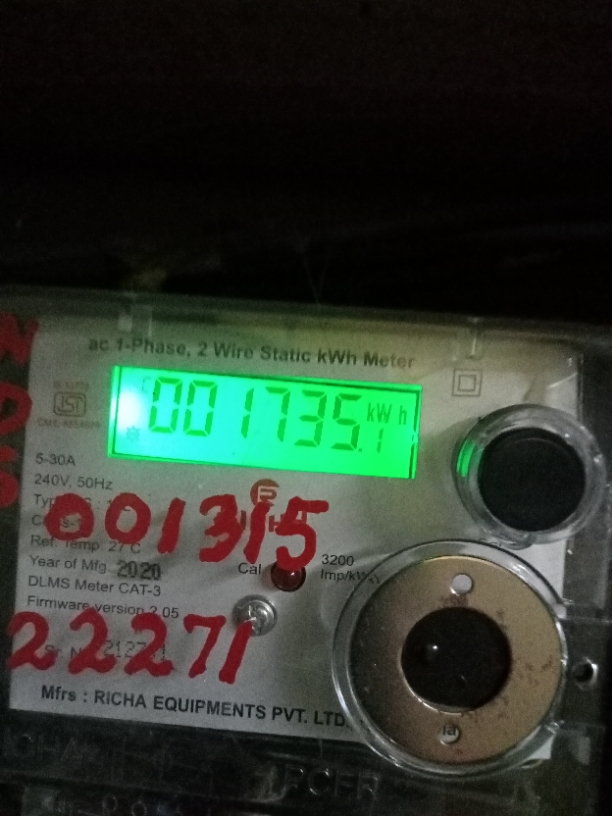 ac 1-Phase, 2 Wire Static kWh Meter
001735.1 kWh
5-30A
240V, 50Hz
001315
Ref. Temp. 27°C
Cal
3200
Imp/kWh
Year of Mfg. 2020
DLMS Meter CAT-3
Firmware version 2.05
22271
Mfrs : RICHA EQUIPMENTS PVT. LTD.